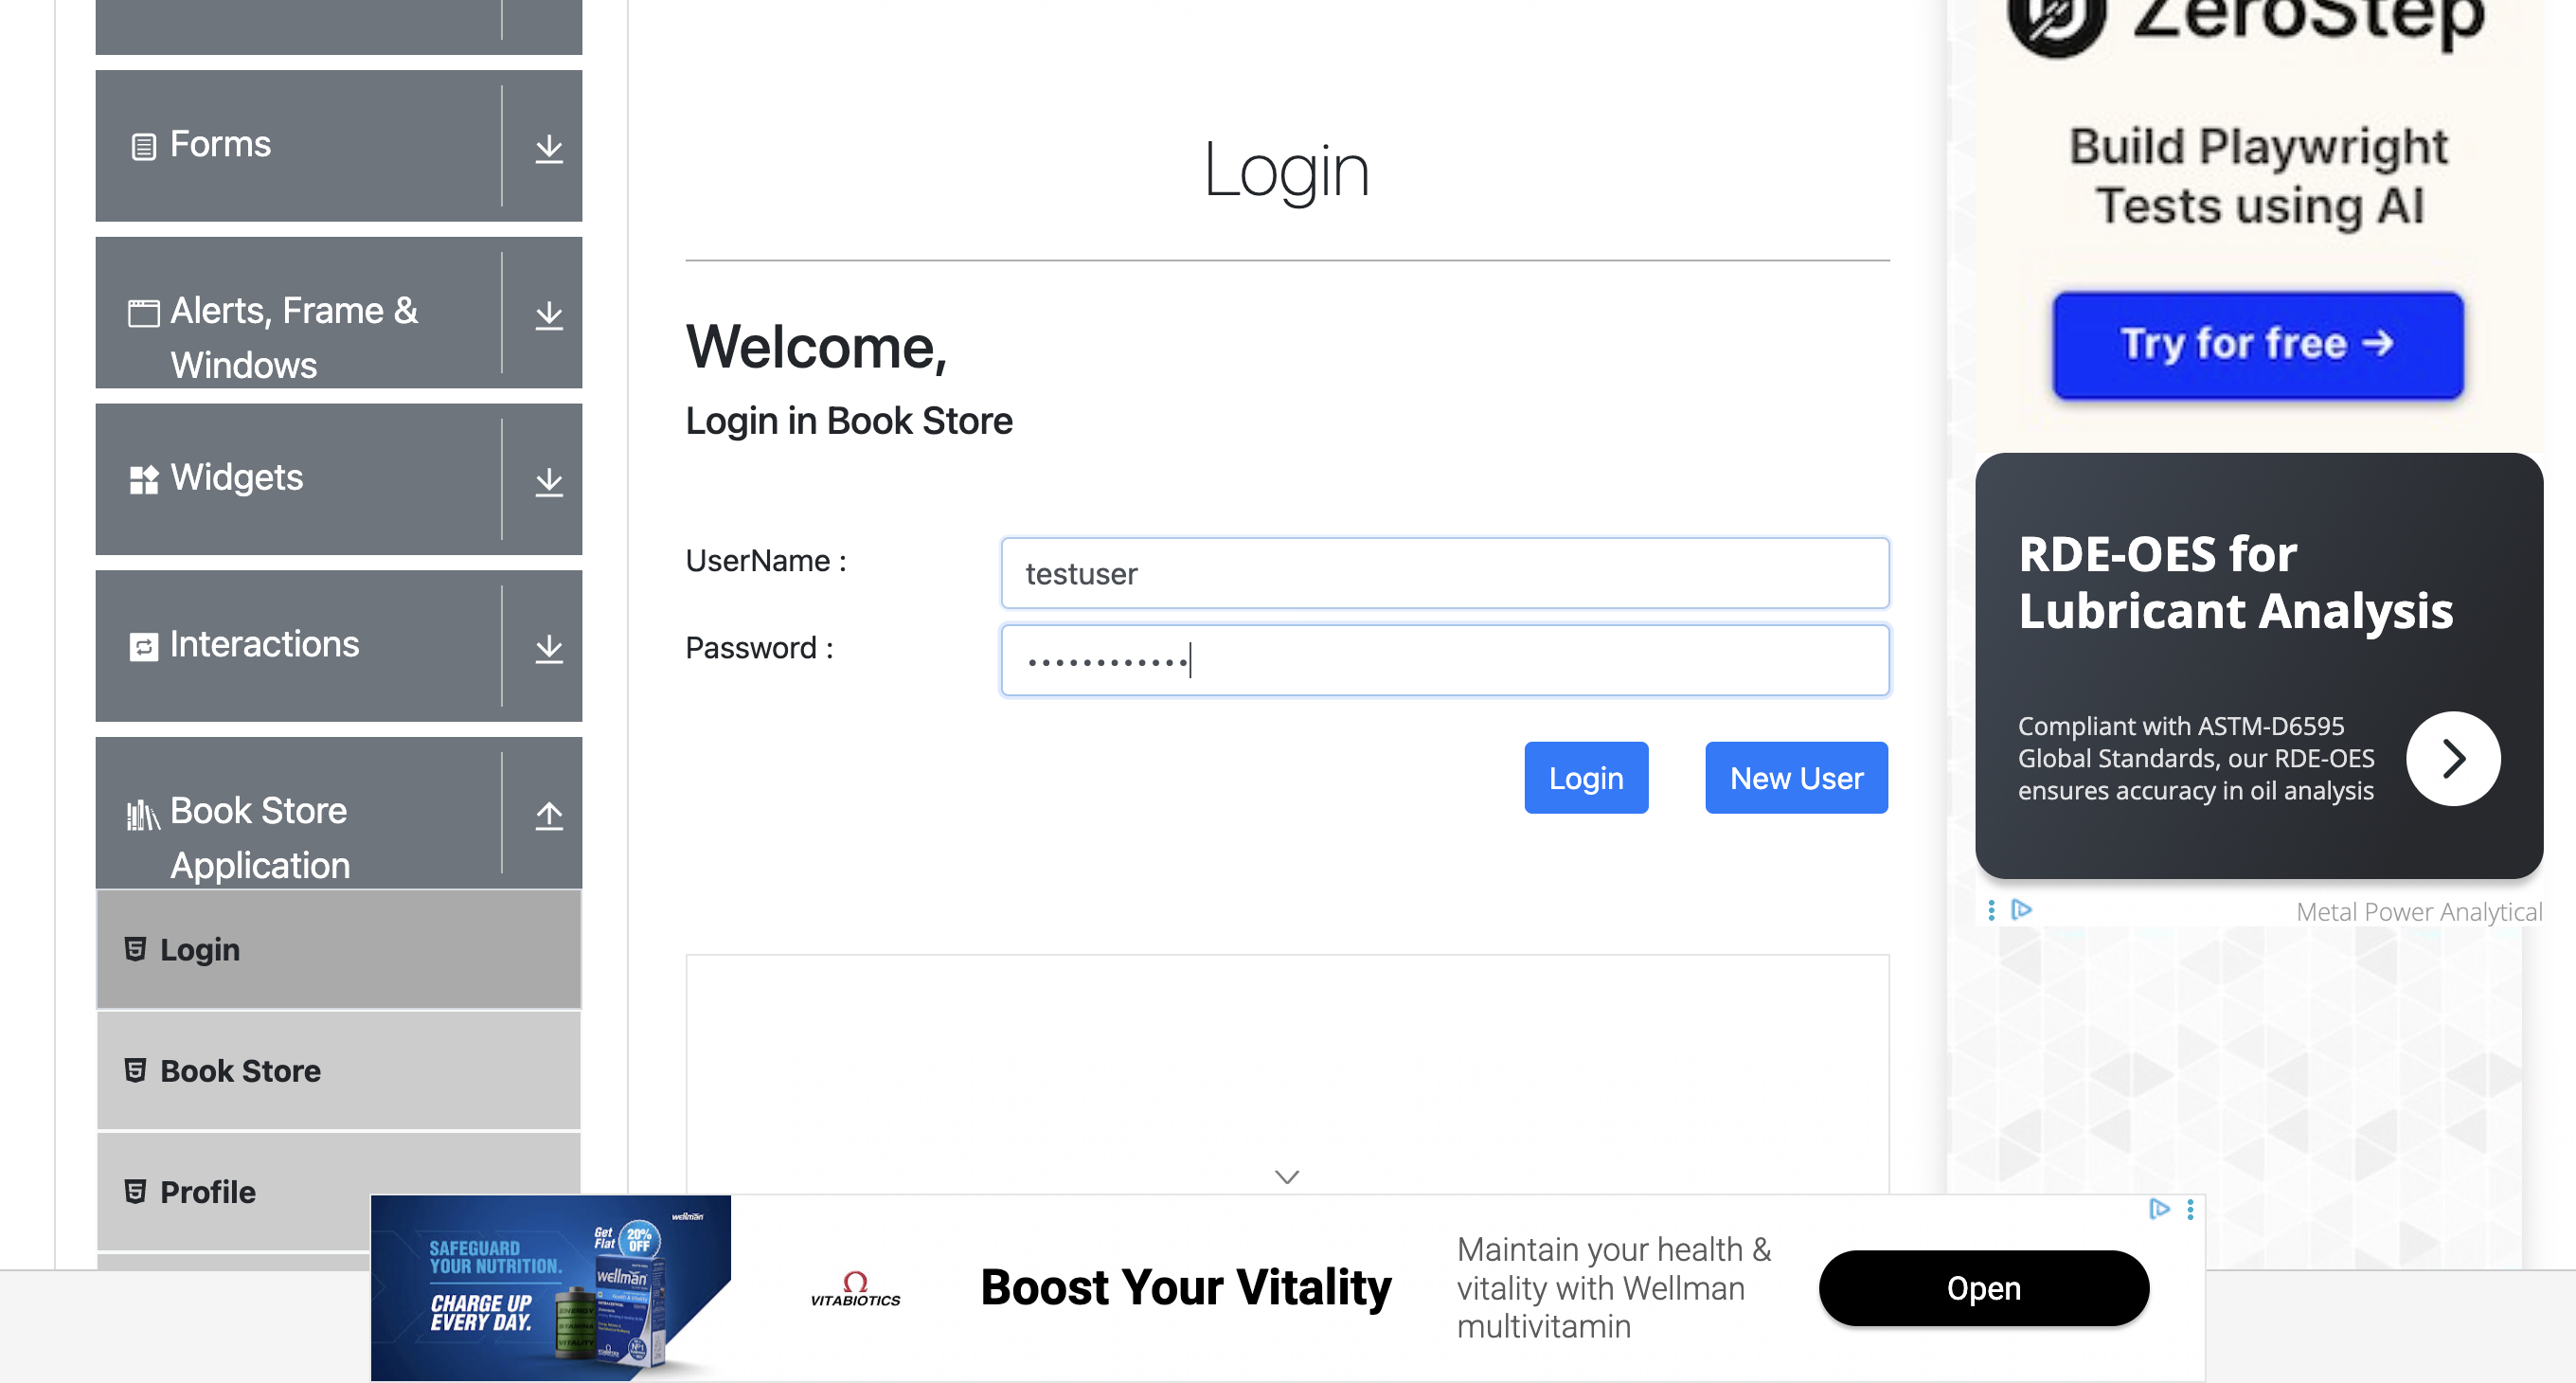 Forms
Alerts, Frame &
Windows
Widgets
Interactions
Book Store
Application
Login
Book Store
Profile
Login
Welcome,
Login in Book Store
UserName :
testuser
Password :
••••••••••••
Login
New User
ZeroStep
Build Playwright
Tests using AI
Try for free →
RDE-OES for
Lubricant Analysis
Compliant with ASTM-D6595
Global Standards, our RDE-OES
ensures accuracy in oil analysis
Metal Power Analytical
wellman
Get
Flat
20%
OFF
SAFEGUARD
YOUR NUTRITION.
CHARGE UP
EVERY DAY.
ENERGY
STAMINA
VITALITY
wellman
VITABIOTICS
Boost Your Vitality
Maintain your health &
vitality with Wellman
multivitamin
Open